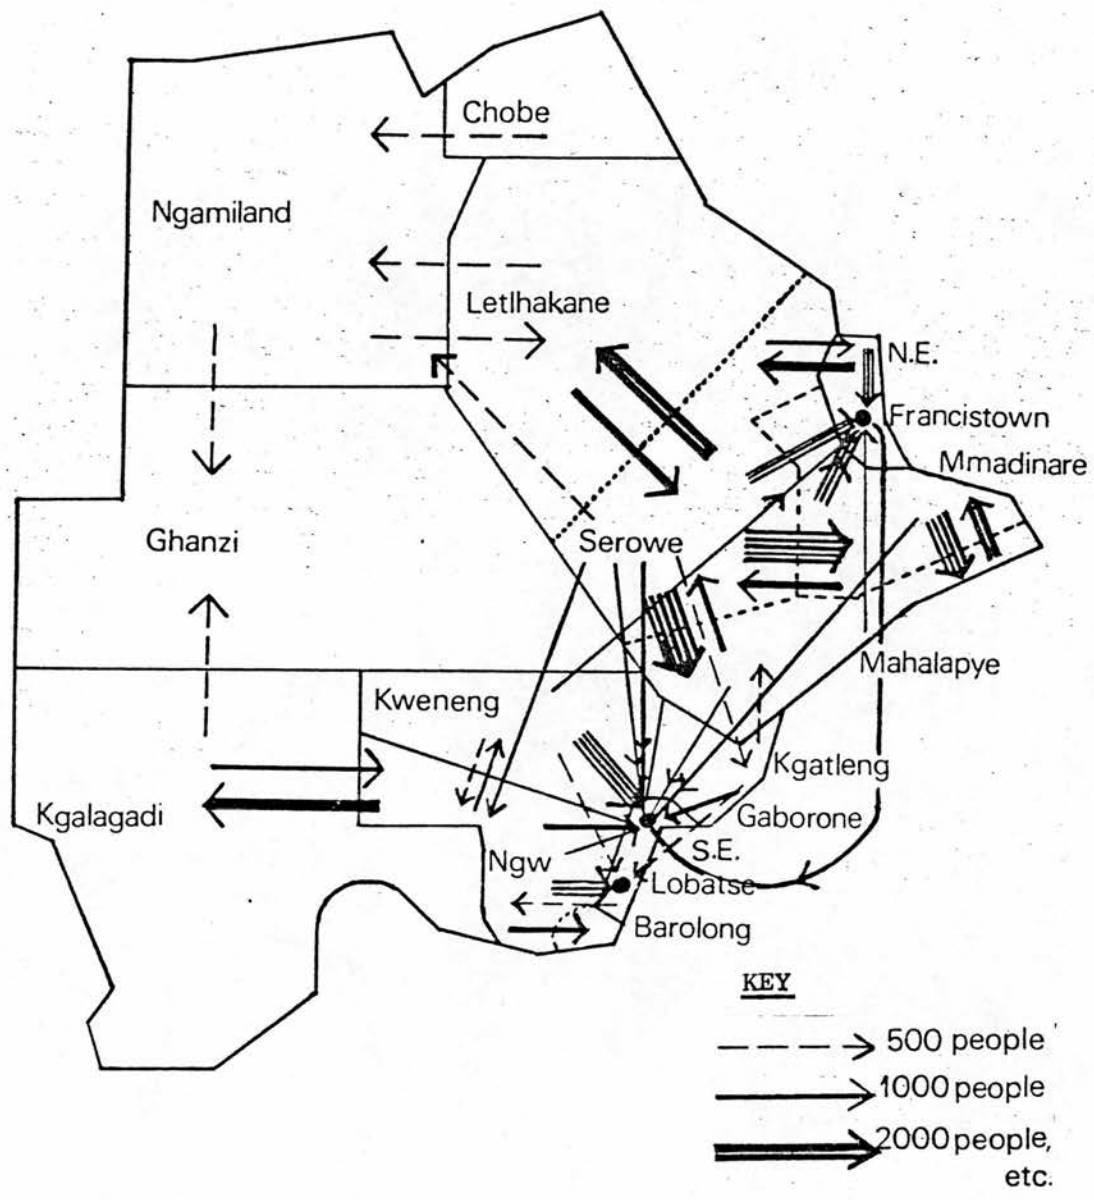 Chobe
Ngamiland
Letlhakane
N.E.
Francistown
Mmadinare
Ghanzi
Serowe
Mahalapye
Kweneng
Kgatleng
Kgalagadi
Gaborone
Ngw
S.E.
Lobatse
Barolong
KEY
500 people
1000 people
2000 people,
etc.